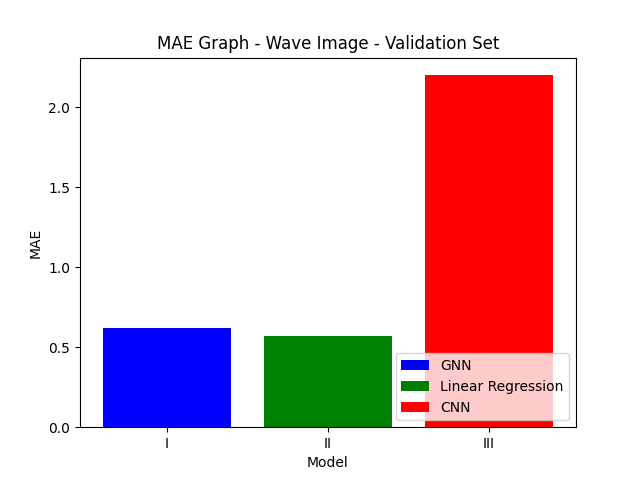 MAE Graph - Wave Image - Validation Set
MAE
2.0
1.5
1.0
0.5
0.0
I
II
III
Model
GNN
Linear Regression
CNN